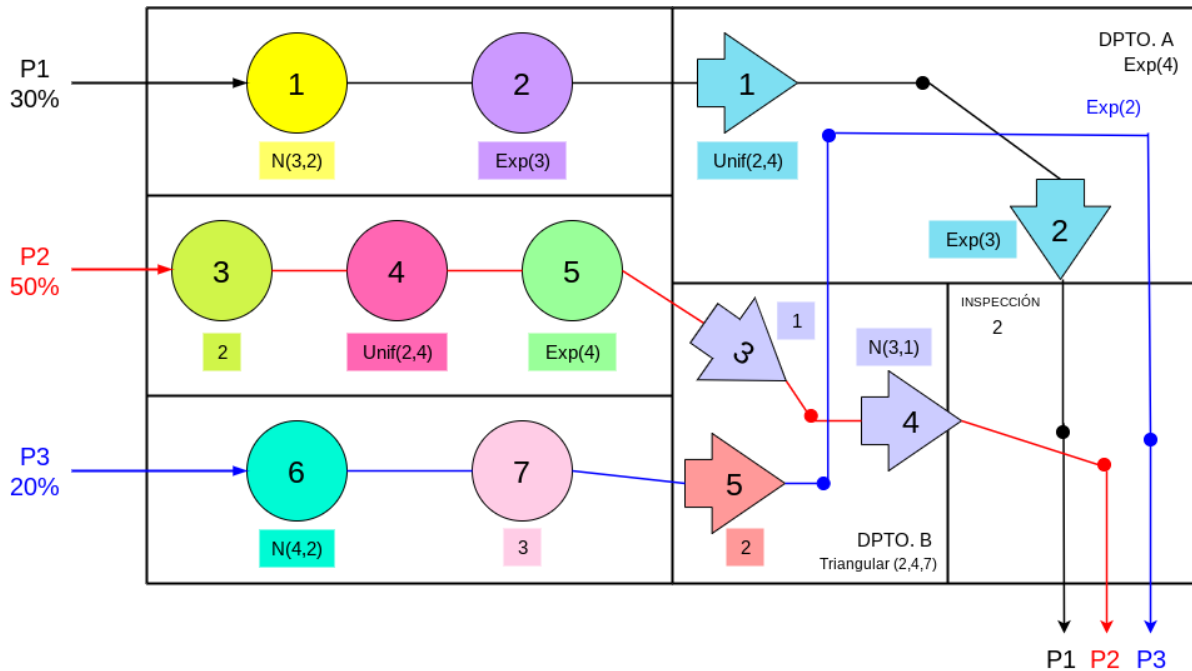 P1
30%
1
N(3,2)
2
Exp(3)
1
Unif(2,4)
DPTO. A
Exp(4)
Exp(2)
Exp(3)
2
P2
50%
3
2
4
Unif(2,4)
5
Exp(4)
3
1
N(3,1)
4
INSPECCIÓN
2
P3
20%
6
N(4,2)
7
3
5
2
DPTO. B
Triangular (2,4,7)
P1 P2 P3